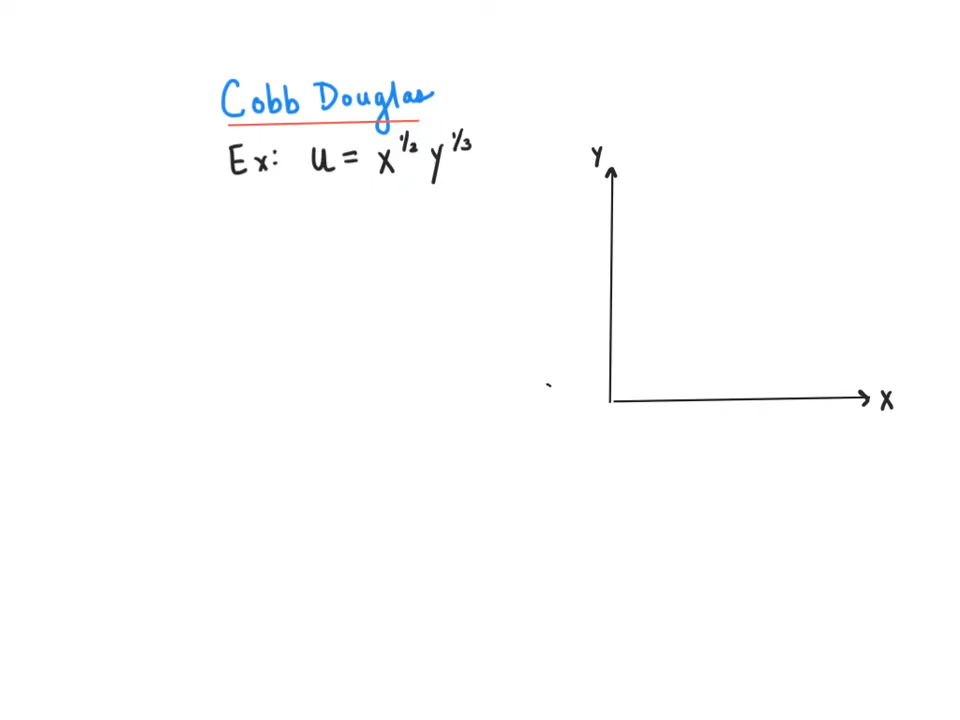 Cobb Douglas
Ex: u = x^1/2 y^1/3
Y
X